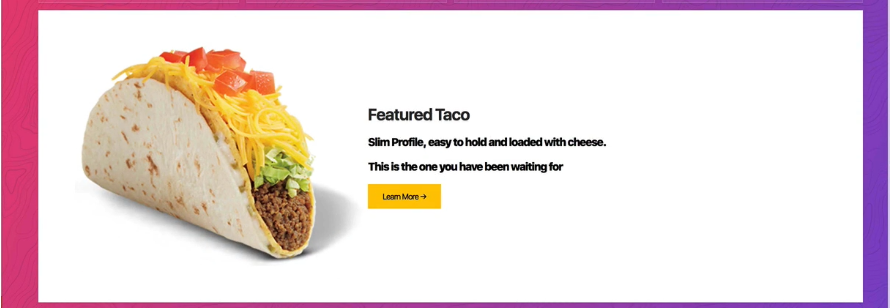 Featured Taco
Slim Profile, easy to hold and loaded with cheese.
This is the one you have been waiting for
Learn More →